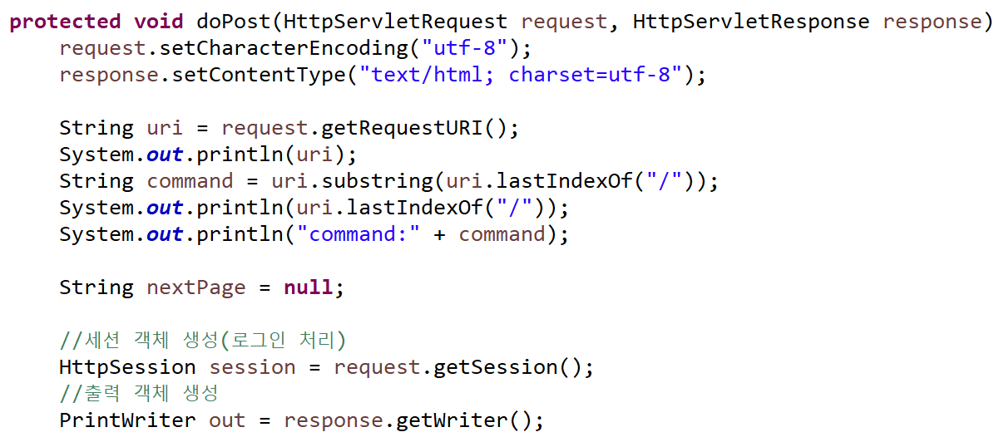 protected void doPost(HttpServletRequest request, HttpServletResponse response)
    request.setCharacterEncoding("utf-8");
    response.setContentType("text/html; charset=utf-8");

    String uri = request.getRequestURI();
    System.out.println(uri);
    String command = uri.substring(uri.lastIndexOf("/"));
    System.out.println(uri.lastIndexOf("/"));
    System.out.println("command:" + command);

    String nextPage = null;

    //세션 객체 생성(로그인 처리)
    HttpSession session = request.getSession();
    //출력 객체 생성
    PrintWriter out = response.getWriter();